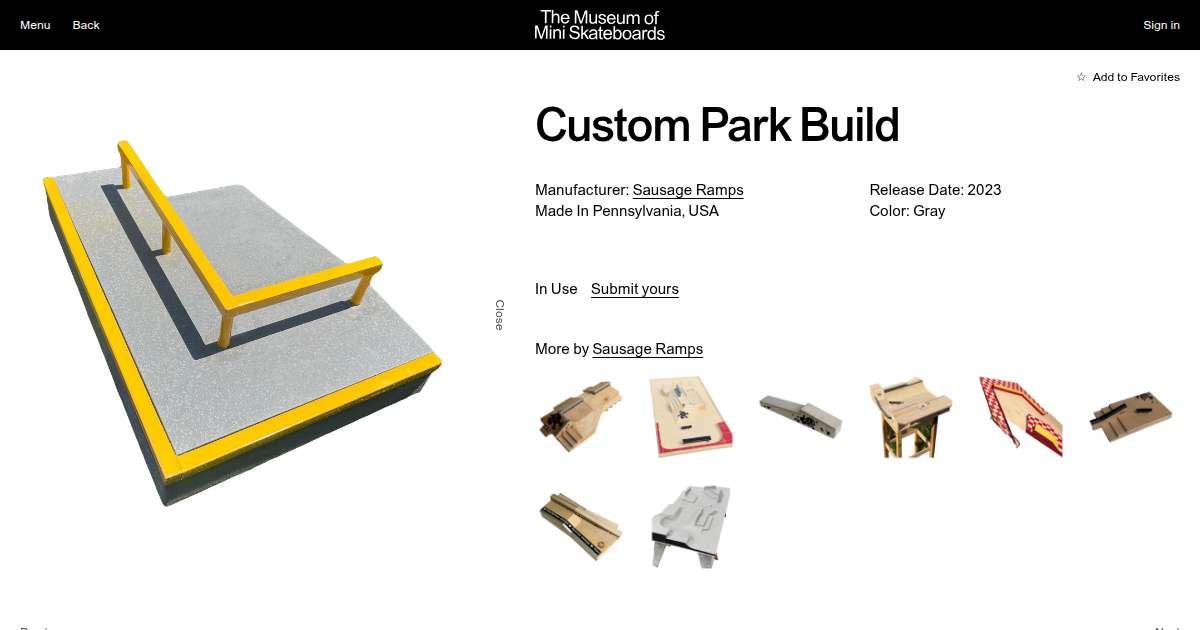 Menu
Back
The Museum of
Mini Skateboards
Sign in
☆ Add to Favorites
Custom Park Build
Manufacturer: Sausage Ramps
Made In Pennsylvania, USA
Release Date: 2023
Color: Gray
In Use Submit yours
Close
More by Sausage Ramps